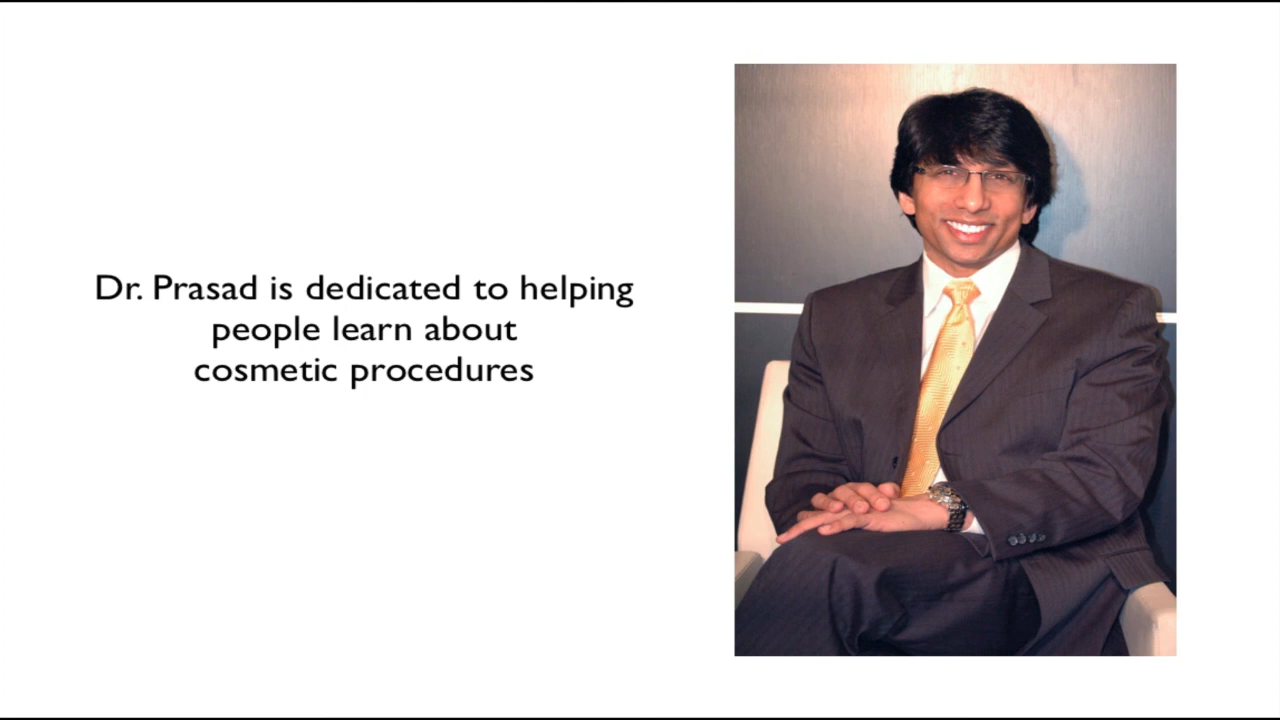 Dr. Prasad is dedicated to helping
people learn about
cosmetic procedures